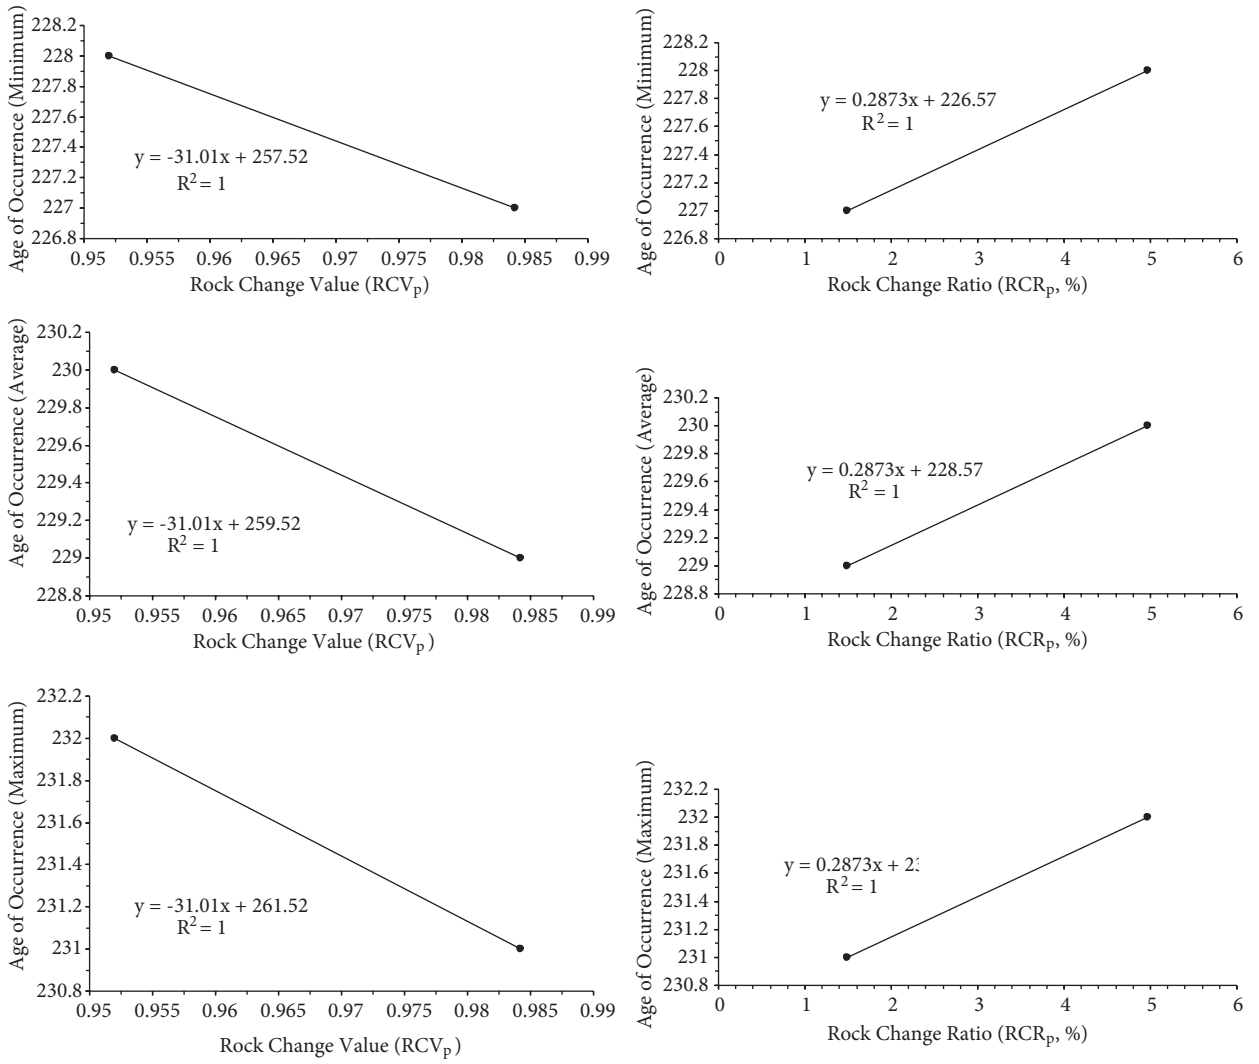 Age of Occurrence (Minimum)
228.2
228
227.8
227.6
227.4
227.2
227
226.8
y = -31.01x + 257.52
R2 = 1
0.95 0.955 0.96 0.965 0.97 0.975 0.98 0.985 0.99
Rock Change Value (RCVp)
Age of Occurrence (Minimum)
228.2
228
227.8
227.6
227.4
227.2
227
226.8
y = 0.2873x + 226.57
R2 = 1
0 1 2 3 4 5 6
Rock Change Ratio (RCRp, %)
Age of Occurrence (Average)
230.2
230
229.8
229.6
229.4
229.2
229
228.8
y = -31.01x + 259.52
R2 = 1
0.95 0.955 0.96 0.965 0.97 0.975 0.98 0.985 0.99
Rock Change Value (RCVp)
Age of Occurrence (Average)
230.2
230
229.8
229.6
229.4
229.2
229
228.8
y = 0.2873x + 228.57
R2 = 1
0 1 2 3 4 5 6
Rock Change Ratio (RCRp, %)
Age of Occurrence (Maximum)
232.2
232
231.8
231.6
231.4
231.2
231
230.8
y = -31.01x + 261.52
R2 = 1
0.95 0.955 0.96 0.965 0.97 0.975 0.98 0.985 0.99
Rock Change Value (RCVp)
Age of Occurrence (Maximum)
232.2
232
231.8
231.6
231.4
231.2
231
230.8
y = 0.2873x +
R2 = 1
0 1 2 3 4 5 6
Rock Change Ratio (RCRp, %)